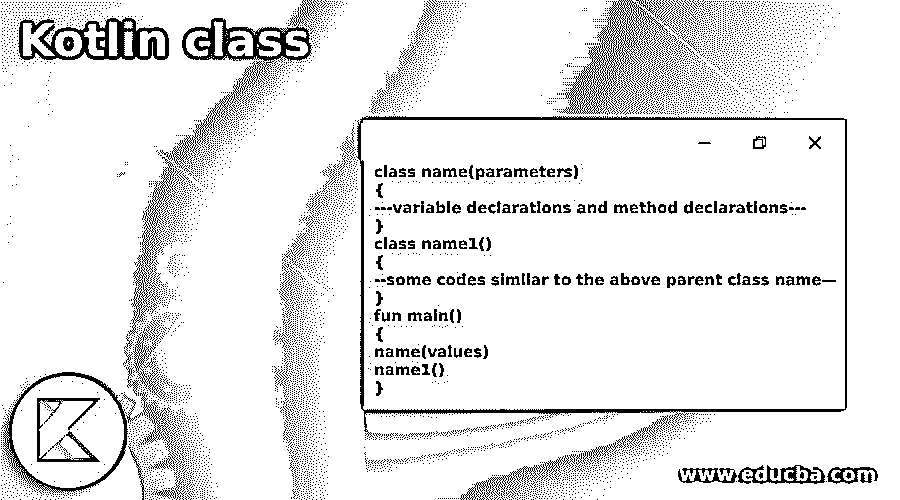 Kotlin class
class name(parameters)
{
---variable declarations and method declarations---
}
class name1()
{
--some codes similar to the above parent class name—
}
fun main()
{
name(values)
name1()
}
www.educba.com